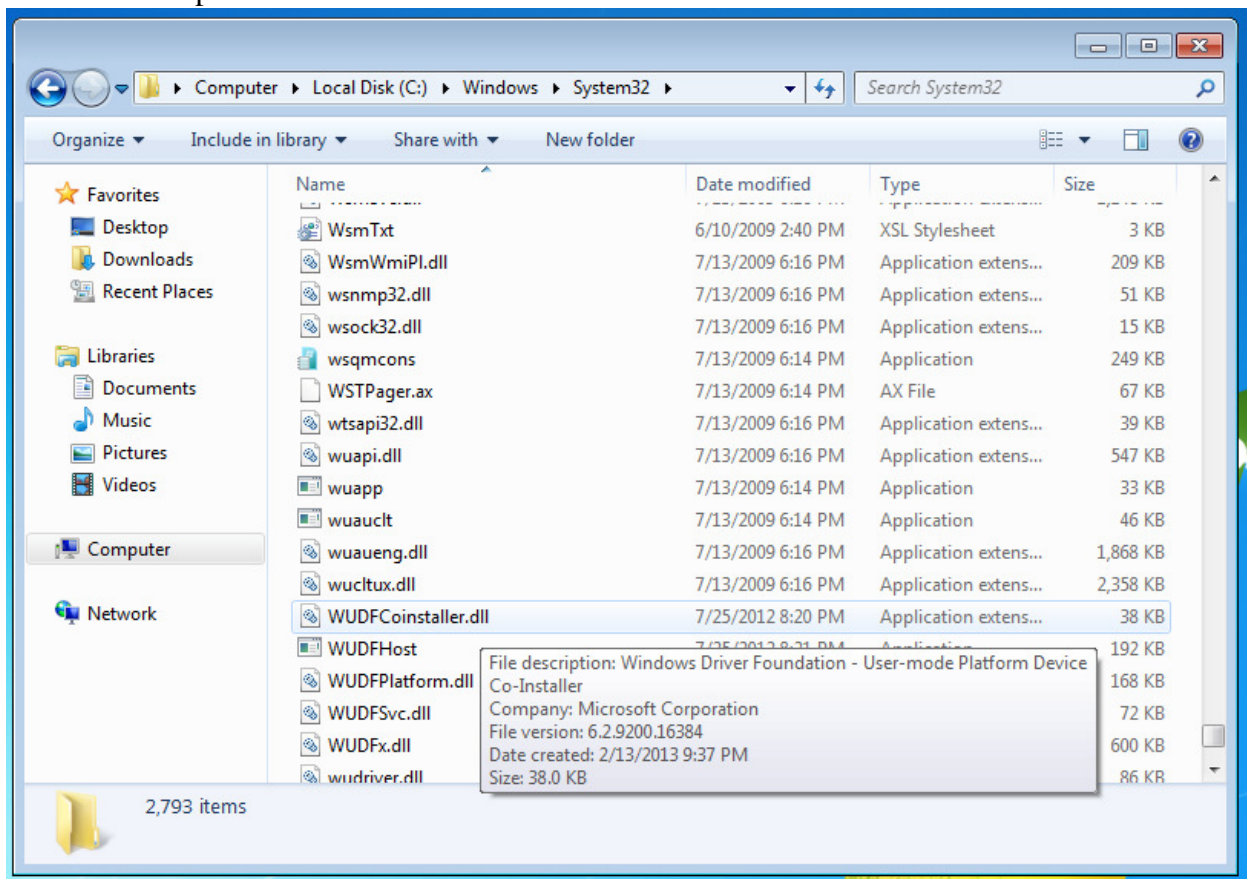 Computer ▸ Local Disk (C:) ▸ Windows ▸ System32 ▸ Search System32
Organize Include in library Share with New folder
Favorites
Desktop
Downloads
Recent Places
Libraries
Documents
Music
Pictures
Videos
Computer
Network
Name Date modified Type Size
WsmTxt 6/10/2009 2:40 PM XSL Stylesheet 3 KB
WsmWmiPl.dll 7/13/2009 6:16 PM Application extens... 209 KB
wsnmp32.dll 7/13/2009 6:16 PM Application extens... 51 KB
wsock32.dll 7/13/2009 6:16 PM Application extens... 15 KB
wsqmcons 7/13/2009 6:14 PM Application 249 KB
WSTPager.ax 7/13/2009 6:14 PM AX File 67 KB
wtsapi32.dll 7/13/2009 6:16 PM Application extens... 39 KB
wuapi.dll 7/13/2009 6:16 PM Application extens... 547 KB
wuapp 7/13/2009 6:14 PM Application 33 KB
wuauclt 7/13/2009 6:14 PM Application 46 KB
wuaueng.dll 7/13/2009 6:16 PM Application extens... 1,868 KB
wucltux.dll 7/13/2009 6:16 PM Application extens... 2,358 KB
WUDFCoinstaller.dll 7/25/2012 8:20 PM Application extens... 38 KB
WUDFHost 7/25/2012 8:21 PM Application 192 KB
WUDFPlatform.dll 168 KB
WUDFSvc.dll 72 KB
WUDFx.dll 600 KB
wudriver.dll 86 KB
File description: Windows Driver Foundation - User-mode Platform Device
Co-Installer
Company: Microsoft Corporation
File version: 6.2.9200.16384
Date created: 2/13/2013 9:37 PM
Size: 38.0 KB
2,793 items